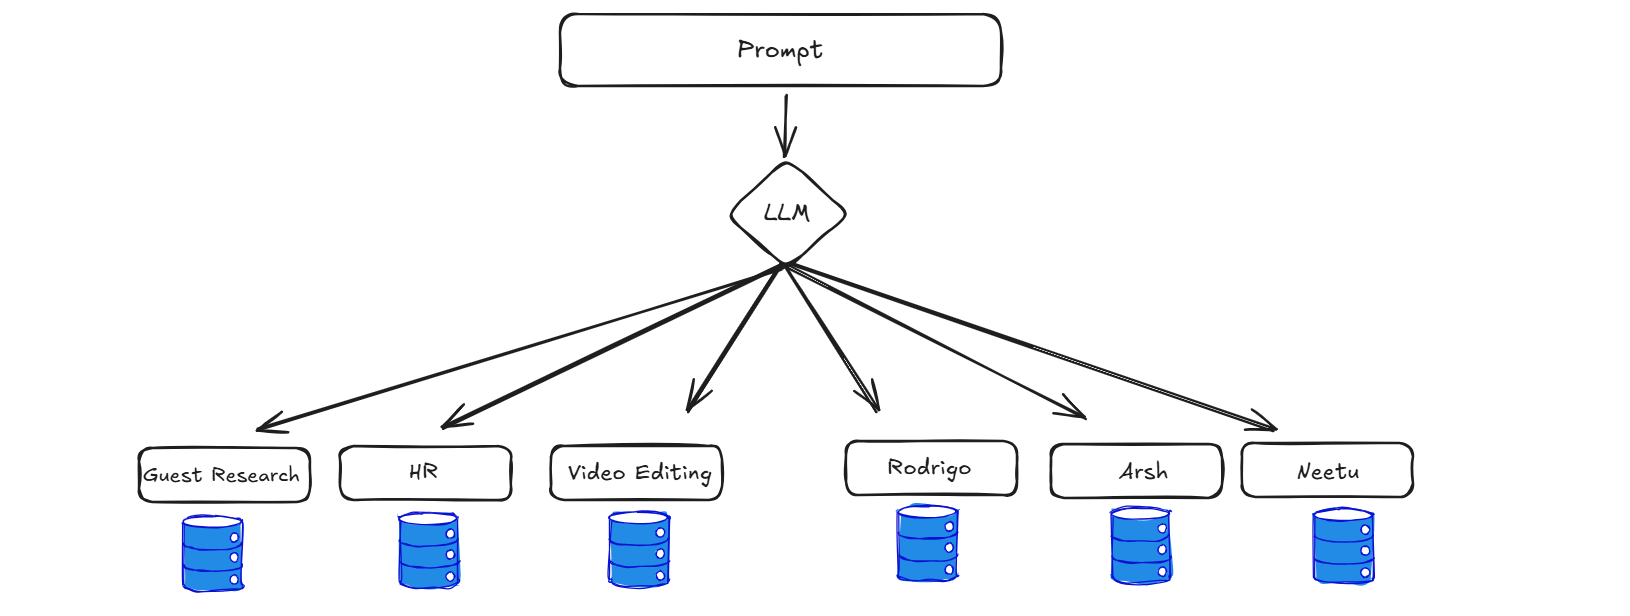 Prompt
LLM
Guest Research
HR
Video Editing
Rodrigo
Arsh
Neetu